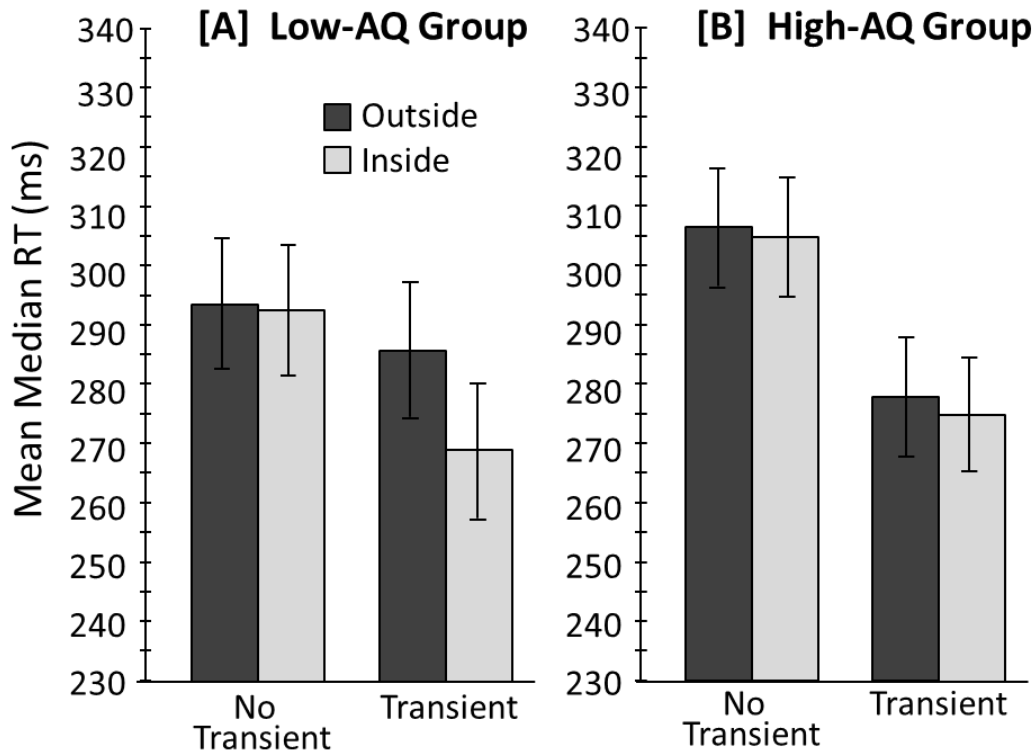 [A] Low-AQ Group
[B] High-AQ Group
Mean Median RT (ms)
340
330
320
310
300
290
280
270
260
250
240
230
Outside
Inside
No
Transient
Transient
340
330
320
310
300
290
280
270
260
250
240
230
No
Transient
Transient